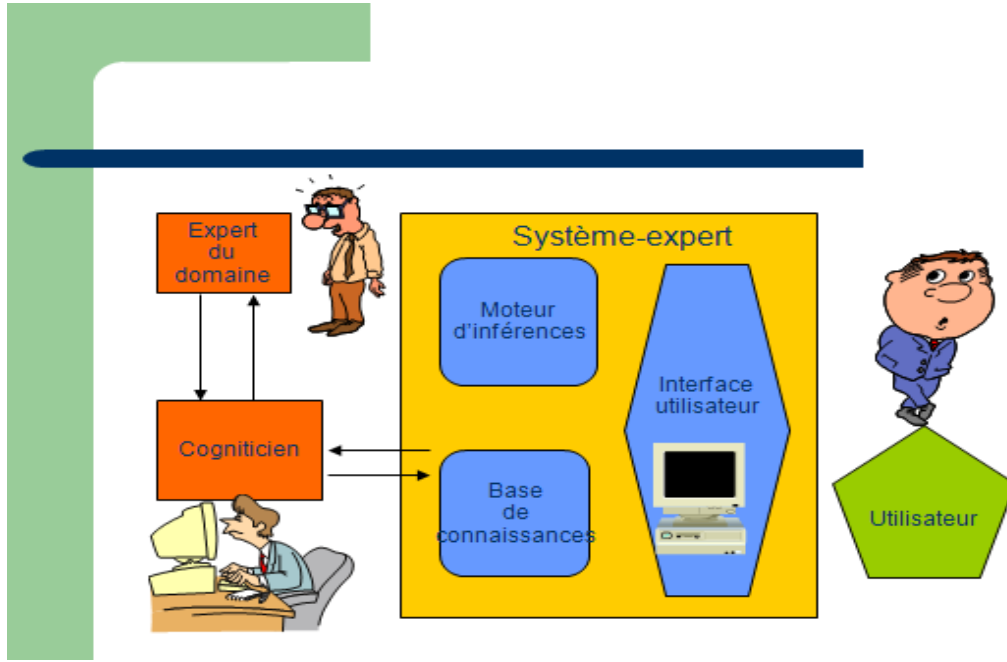 Expert
du
domaine
Système-expert
Moteur
d'inférences
Interface
utilisateur
Cogniticien
Base
de
connaissances
Utilisateur